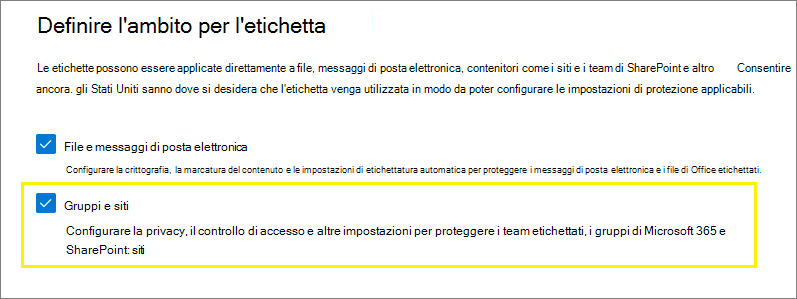 Definire l'ambito per l'etichetta
Le etichette possono essere applicate direttamente a file, messaggi di posta elettronica, contenitori come i siti e i team di SharePoint e altro Consentire
ancora. gli Stati Uniti sanno dove si desidera che l'etichetta venga utilizzata in modo da poter configurare le impostazioni di protezione applicabili.
File e messaggi di posta elettronica
Configurare la crittografia, la marcatura del contenuto e le impostazioni di etichettatura automatica per proteggere i messaggi di posta elettronica e i file di Office etichettati.
Gruppi e siti
Configurare la privacy, il controllo di accesso e altre impostazioni per proteggere i team etichettati, i gruppi di Microsoft 365 e
SharePoint: siti